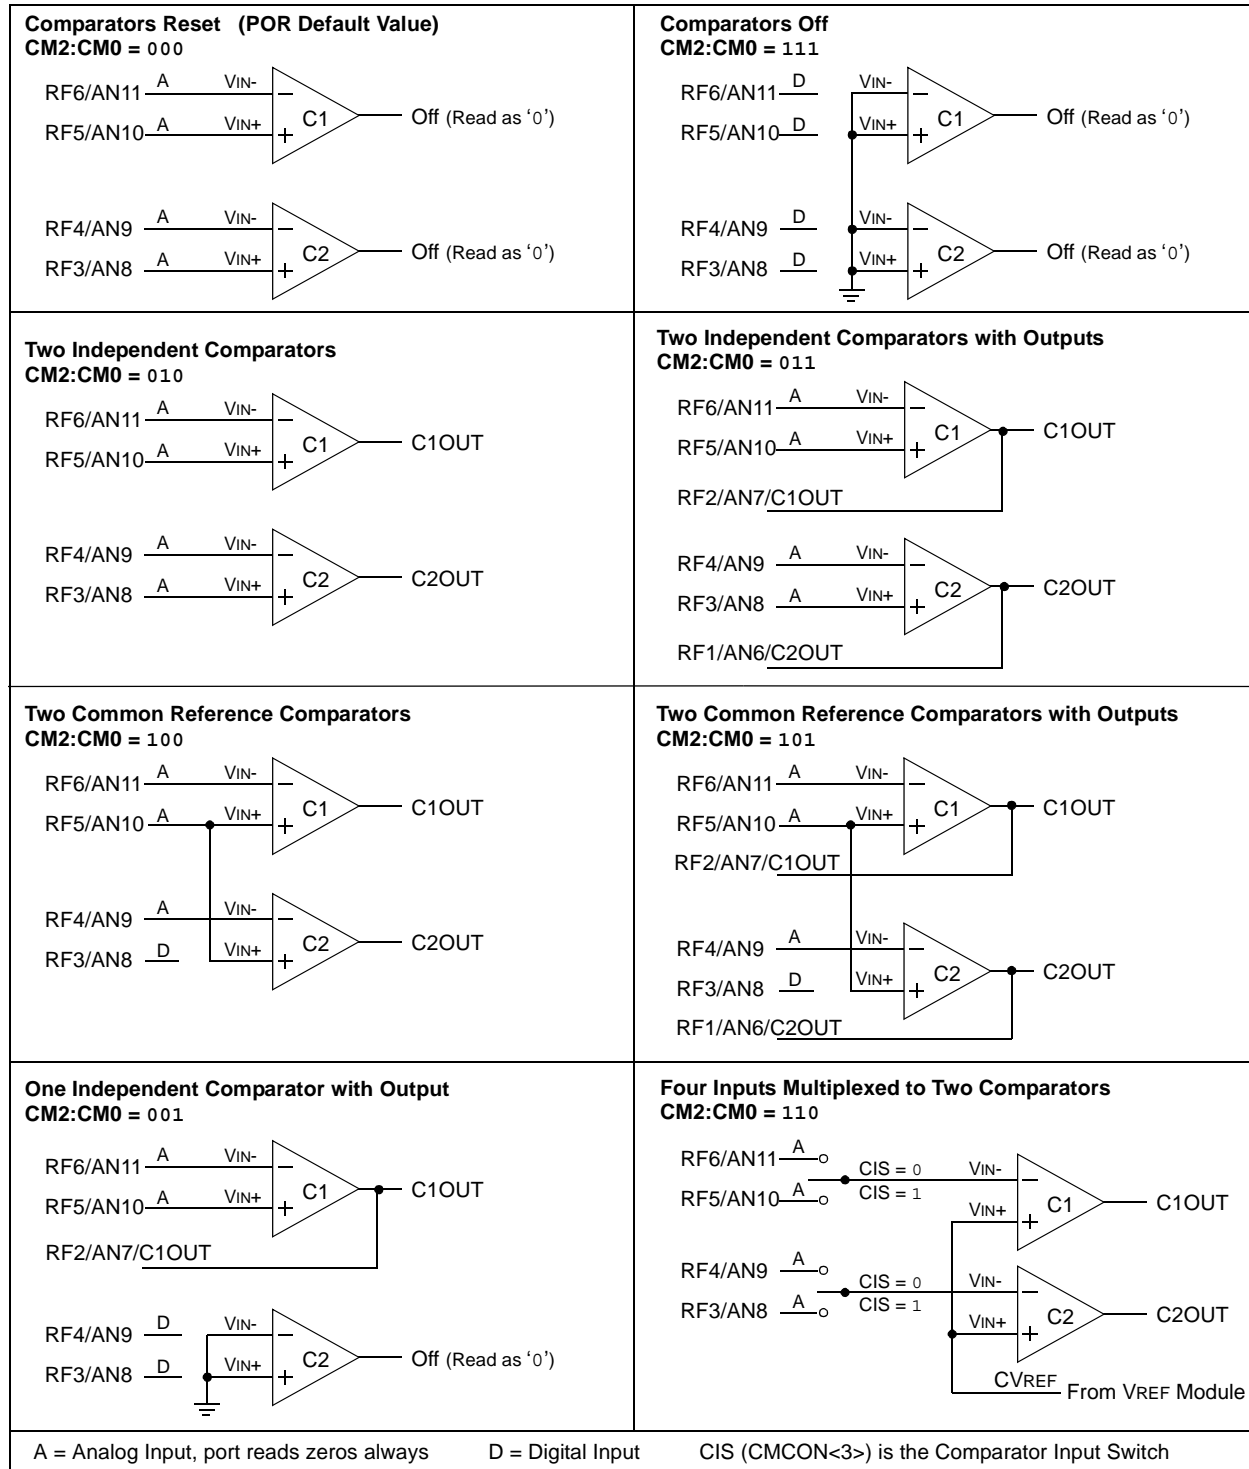 Comparators Reset (POR Default Value)
CM2:CM0 = 000
RF6/AN11 A VIN-
RF5/AN10 A VIN+
C1
Off (Read as ‘0’)
RF4/AN9 A VIN-
RF3/AN8 A VIN+
C2
Off (Read as ‘0’)
Comparators Off
CM2:CM0 = 111
RF6/AN11 D VIN-
RF5/AN10 D VIN+
C1
Off (Read as ‘0’)
RF4/AN9 D VIN-
RF3/AN8 D VIN+
C2
Off (Read as ‘0’)
Two Independent Comparators
CM2:CM0 = 010
RF6/AN11 A VIN-
RF5/AN10 A VIN+
C1
C1OUT
RF4/AN9 A VIN-
RF3/AN8 A VIN+
C2
C2OUT
Two Independent Comparators with Outputs
CM2:CM0 = 011
RF6/AN11 A VIN-
RF5/AN10 A VIN+
C1
C1OUT
RF2/AN7/C1OUT
RF4/AN9 A VIN-
RF3/AN8 A VIN+
C2
C2OUT
RF1/AN6/C2OUT
Two Common Reference Comparators
CM2:CM0 = 100
RF6/AN11 A VIN-
RF5/AN10 A VIN+
C1
C1OUT
RF4/AN9 A VIN-
RF3/AN8 D VIN+
C2
C2OUT
Two Common Reference Comparators with Outputs
CM2:CM0 = 101
RF6/AN11 A VIN-
RF5/AN10 A VIN+
C1
C1OUT
RF2/AN7/C1OUT
RF4/AN9 A VIN-
RF3/AN8 D VIN+
C2
C2OUT
RF1/AN6/C2OUT
One Independent Comparator with Output
CM2:CM0 = 001
RF6/AN11 A VIN-
RF5/AN10 A VIN+
C1
C1OUT
RF2/AN7/C1OUT
RF4/AN9 D VIN-
RF3/AN8 D VIN+
C2
Off (Read as ‘0’)
Four Inputs Multiplexed to Two Comparators
CM2:CM0 = 110
RF6/AN11 A CIS = 0 VIN-
RF5/AN10 A CIS = 1 VIN+
C1
C1OUT
RF4/AN9 A CIS = 0 VIN-
RF3/AN8 A CIS = 1 VIN+
C2
C2OUT
CVREF From VREF Module
A = Analog Input, port reads zeros always D = Digital Input CIS (CMCON<3>) is the Comparator Input Switch